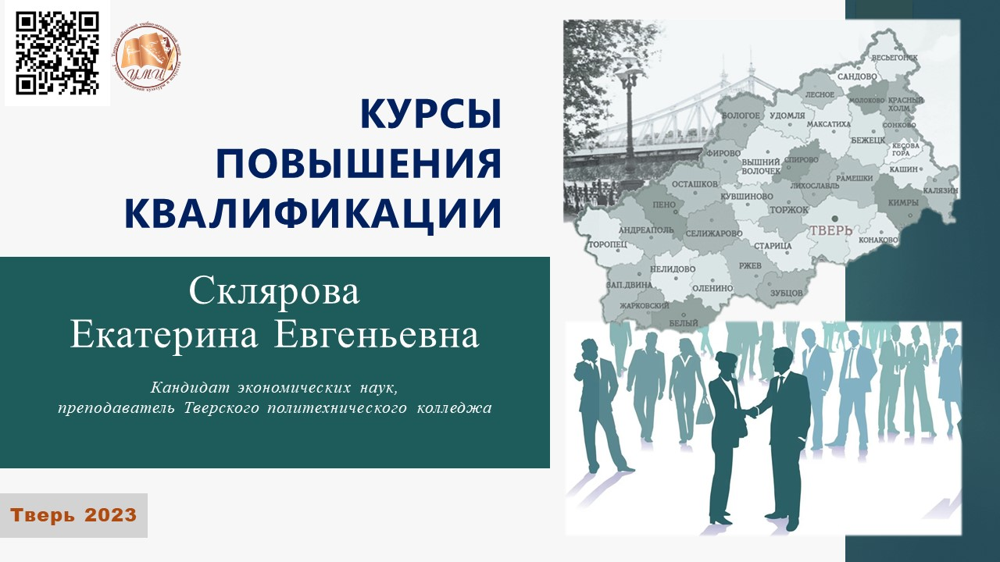 УМЦ
КУРСЫ
ПОВЫШЕНИЯ
КВАЛИФИКАЦИИ
Склярова
Екатерина Евгеньевна
Кандидат экономических наук,
преподаватель Тверского политехнического колледжа
Тверь 2023
ВЕСЬЕГОНСК
САНДОВО
ЛЕСНОЕ
МОЛОКОВО
КРАСНЫЙ
ХОЛМ
БОЛОГОЕ
УДОМЛЯ
МАКСАТИХА
СОНКОВО
БЕЖЕЦК
КЕСОВА
ГОРА
ФИРОВО
ВЫШНИЙ
ВОЛОЧЕК
СПИРОВО
КАШИН
РАМЕШКИ
ОСТАШКОВ
ЛИХОСЛАВЛЬ
КАЛЯЗИН
КУВШИНОВО
ПЕНО
ТОРЖОК
КИМРЫ
АНДРЕАПОЛЬ
СЕЛИЖАРОВО
ТВЕРЬ
КОНАКОВО
ТОРОПЕЦ
СТАРИЦА
НЕЛИДОВО
РЖЕВ
ЗАП.ДВИНА
ОЛЕНИНО
ЗУБЦОВ
ЖАРКОВСКИЙ
БЕЛЫЙ